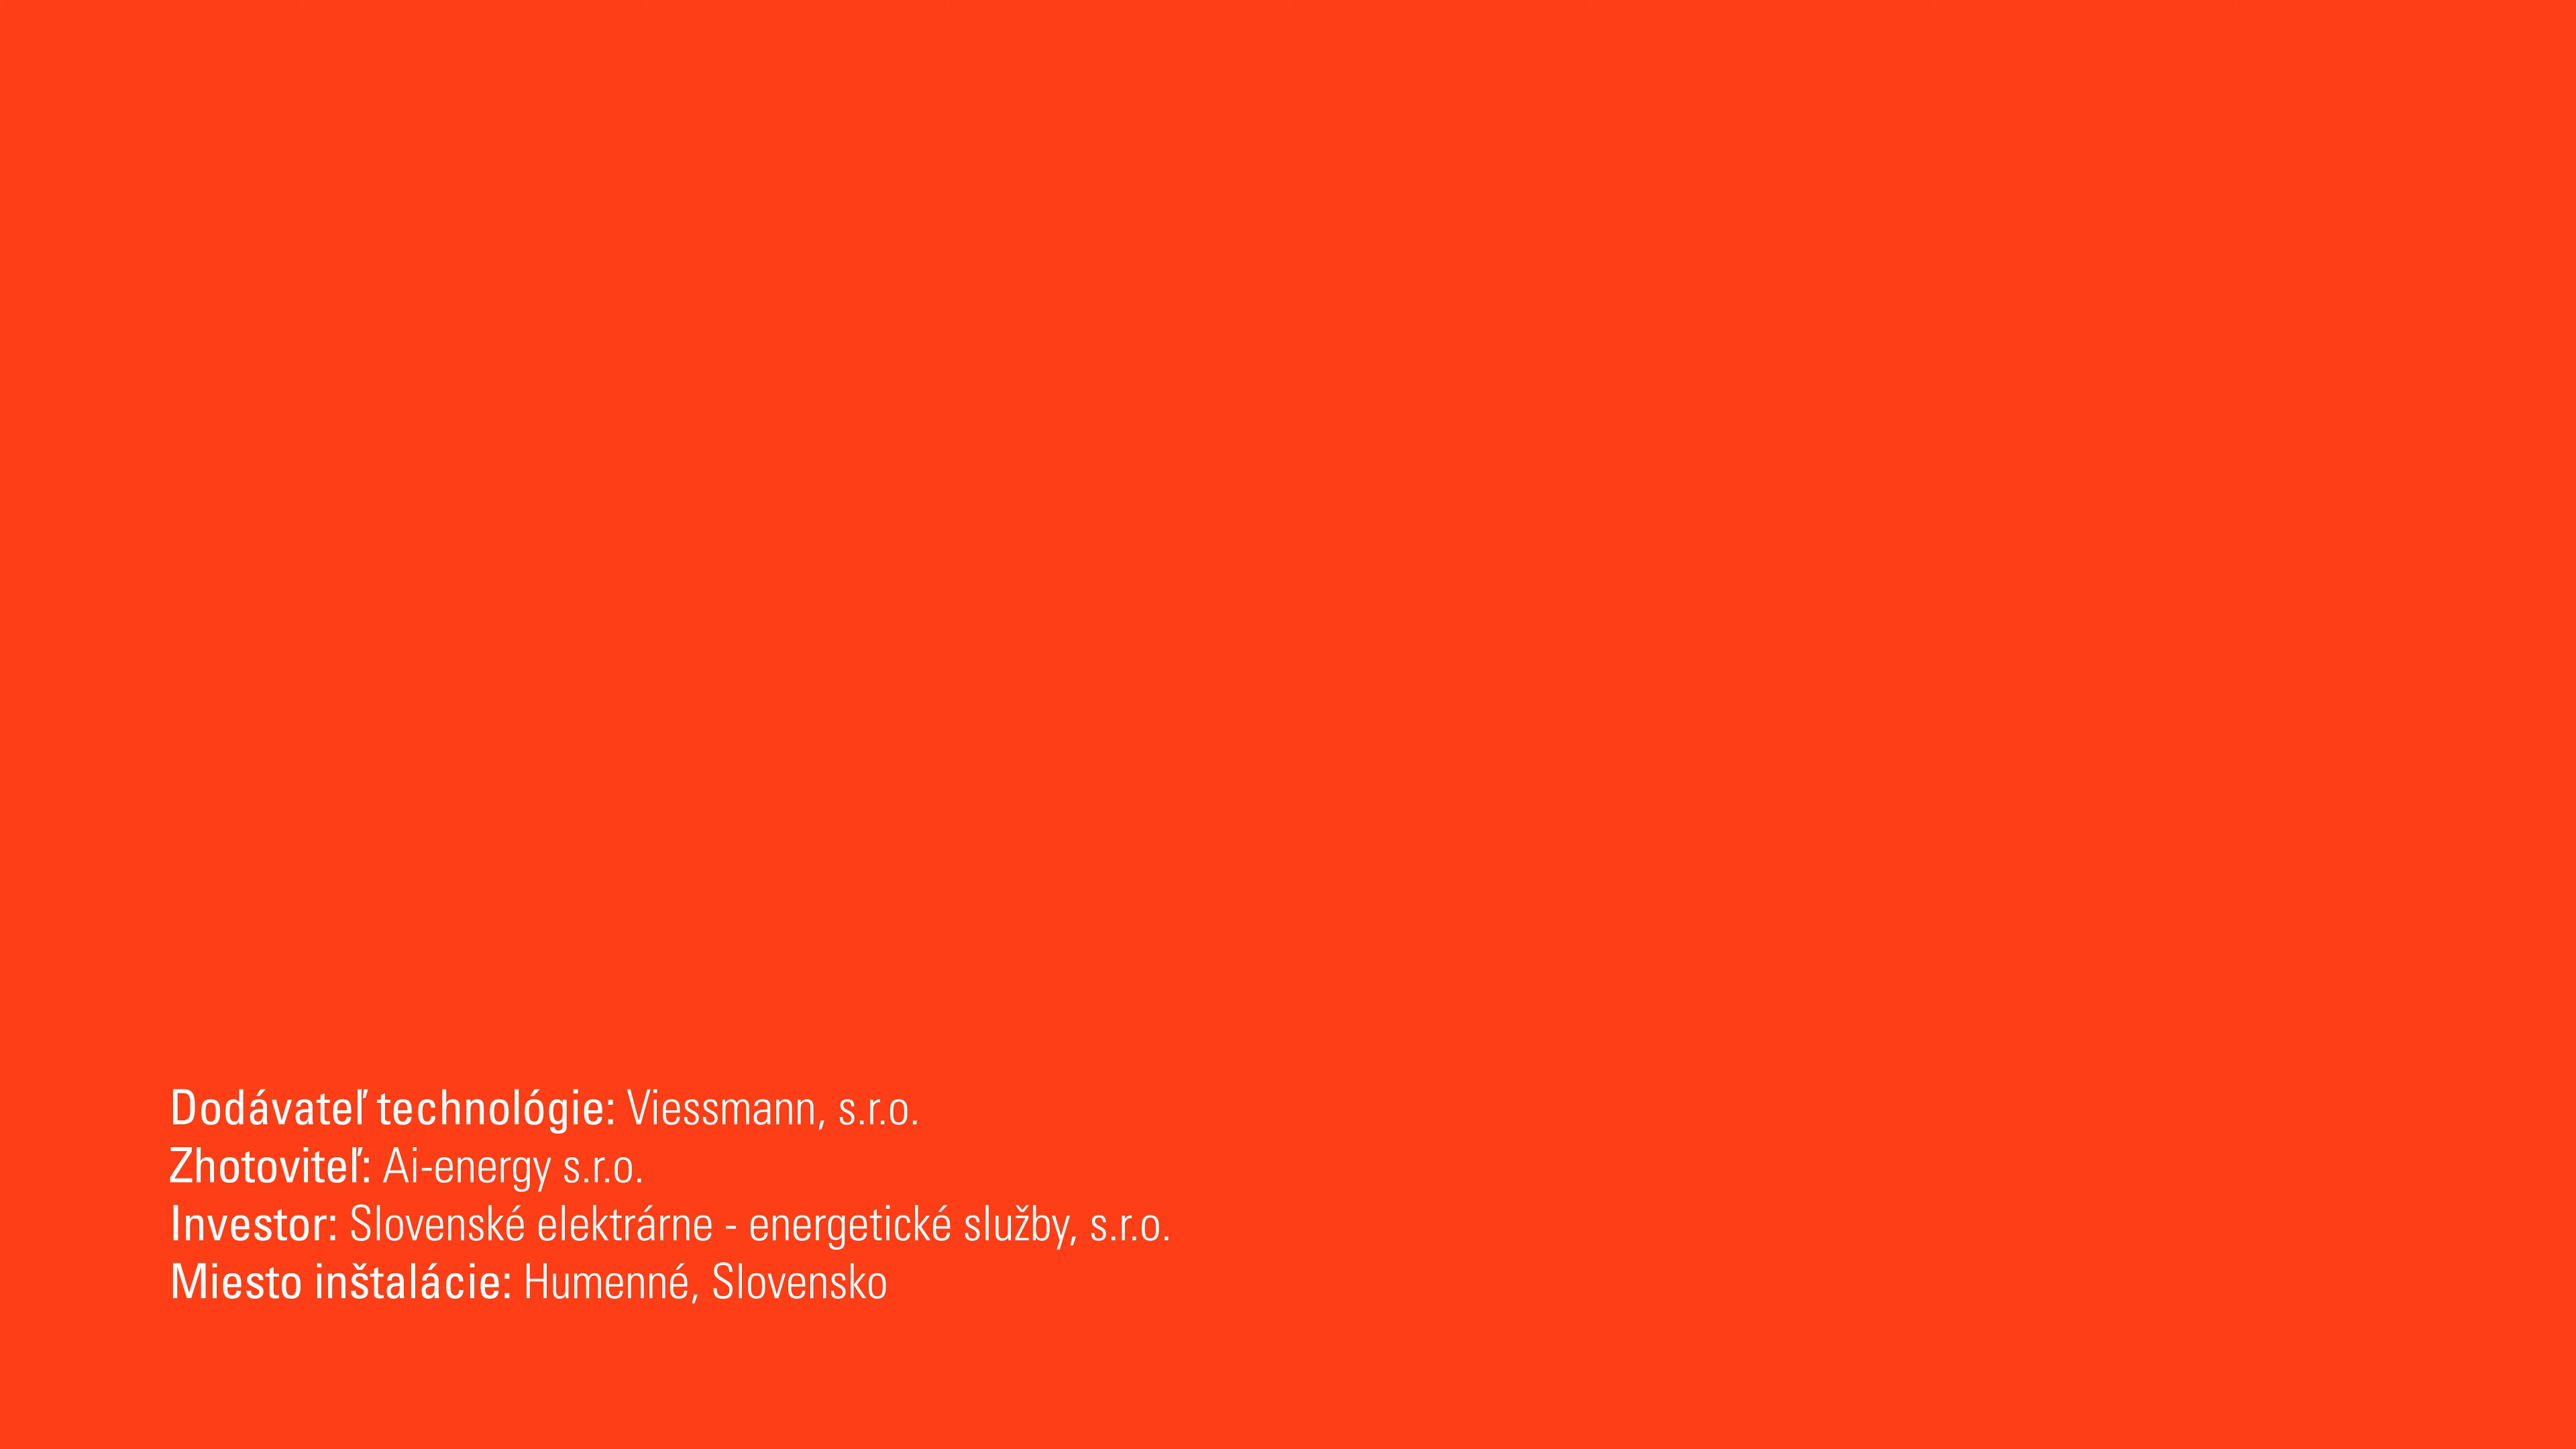 Dodávateľ technológie: Viessmann, s.r.o.
Zhotoviteľ: Ai-energy s.r.o.
Investor: Slovenské elektrárne - energetické služby, s.r.o.
Miesto inštalácie: Humenné, Slovensko